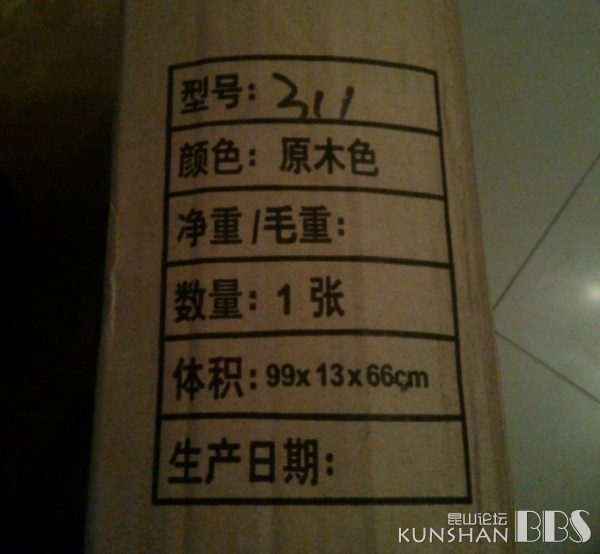 型号: 311
颜色: 原木色
净重/毛重:
数量: 1 张
体积: 99x13x66cm
生产日期:
昆山论坛
KUNSHAN BBS